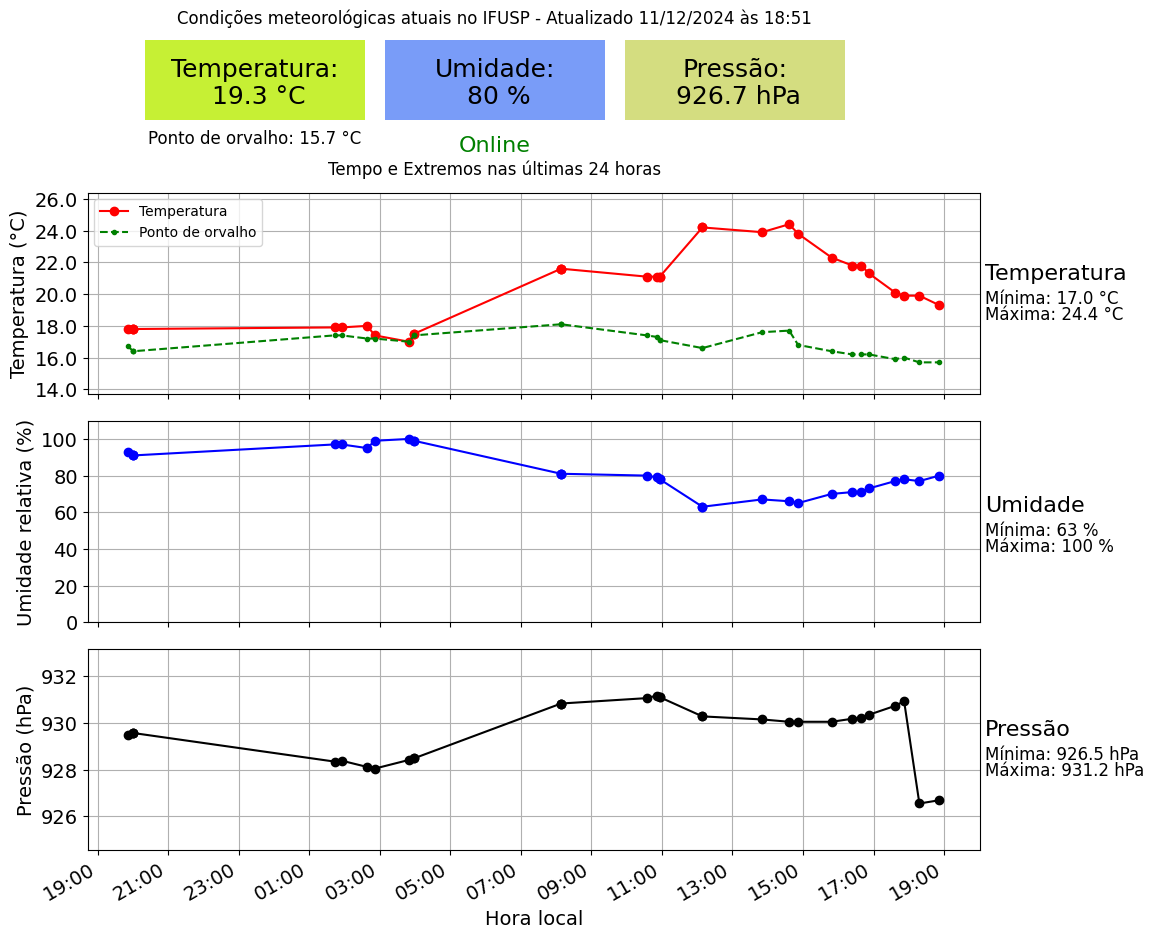 Condições meteorológicas atuais no IFUSP - Atualizado 11/12/2024 às 18:51
Temperatura:
19.3 °C
Umidade:
80 %
Pressão:
926.7 hPa
Ponto de orvalho: 15.7 °C
Online
Tempo e Extremos nas últimas 24 horas
Temperatura (°C)
26.0
24.0
22.0
20.0
18.0
16.0
14.0
Temperatura
Ponto de orvalho
Temperatura
Mínima: 17.0 °C
Máxima: 24.4 °C
Umidade relativa (%)
100
80
60
40
20
0
Umidade
Mínima: 63 %
Máxima: 100 %
Pressão (hPa)
932
930
928
926
Pressão
Mínima: 926.5 hPa
Máxima: 931.2 hPa
19:00
21:00
23:00
01:00
03:00
05:00
07:00
09:00
11:00
13:00
15:00
17:00
19:00
Hora local